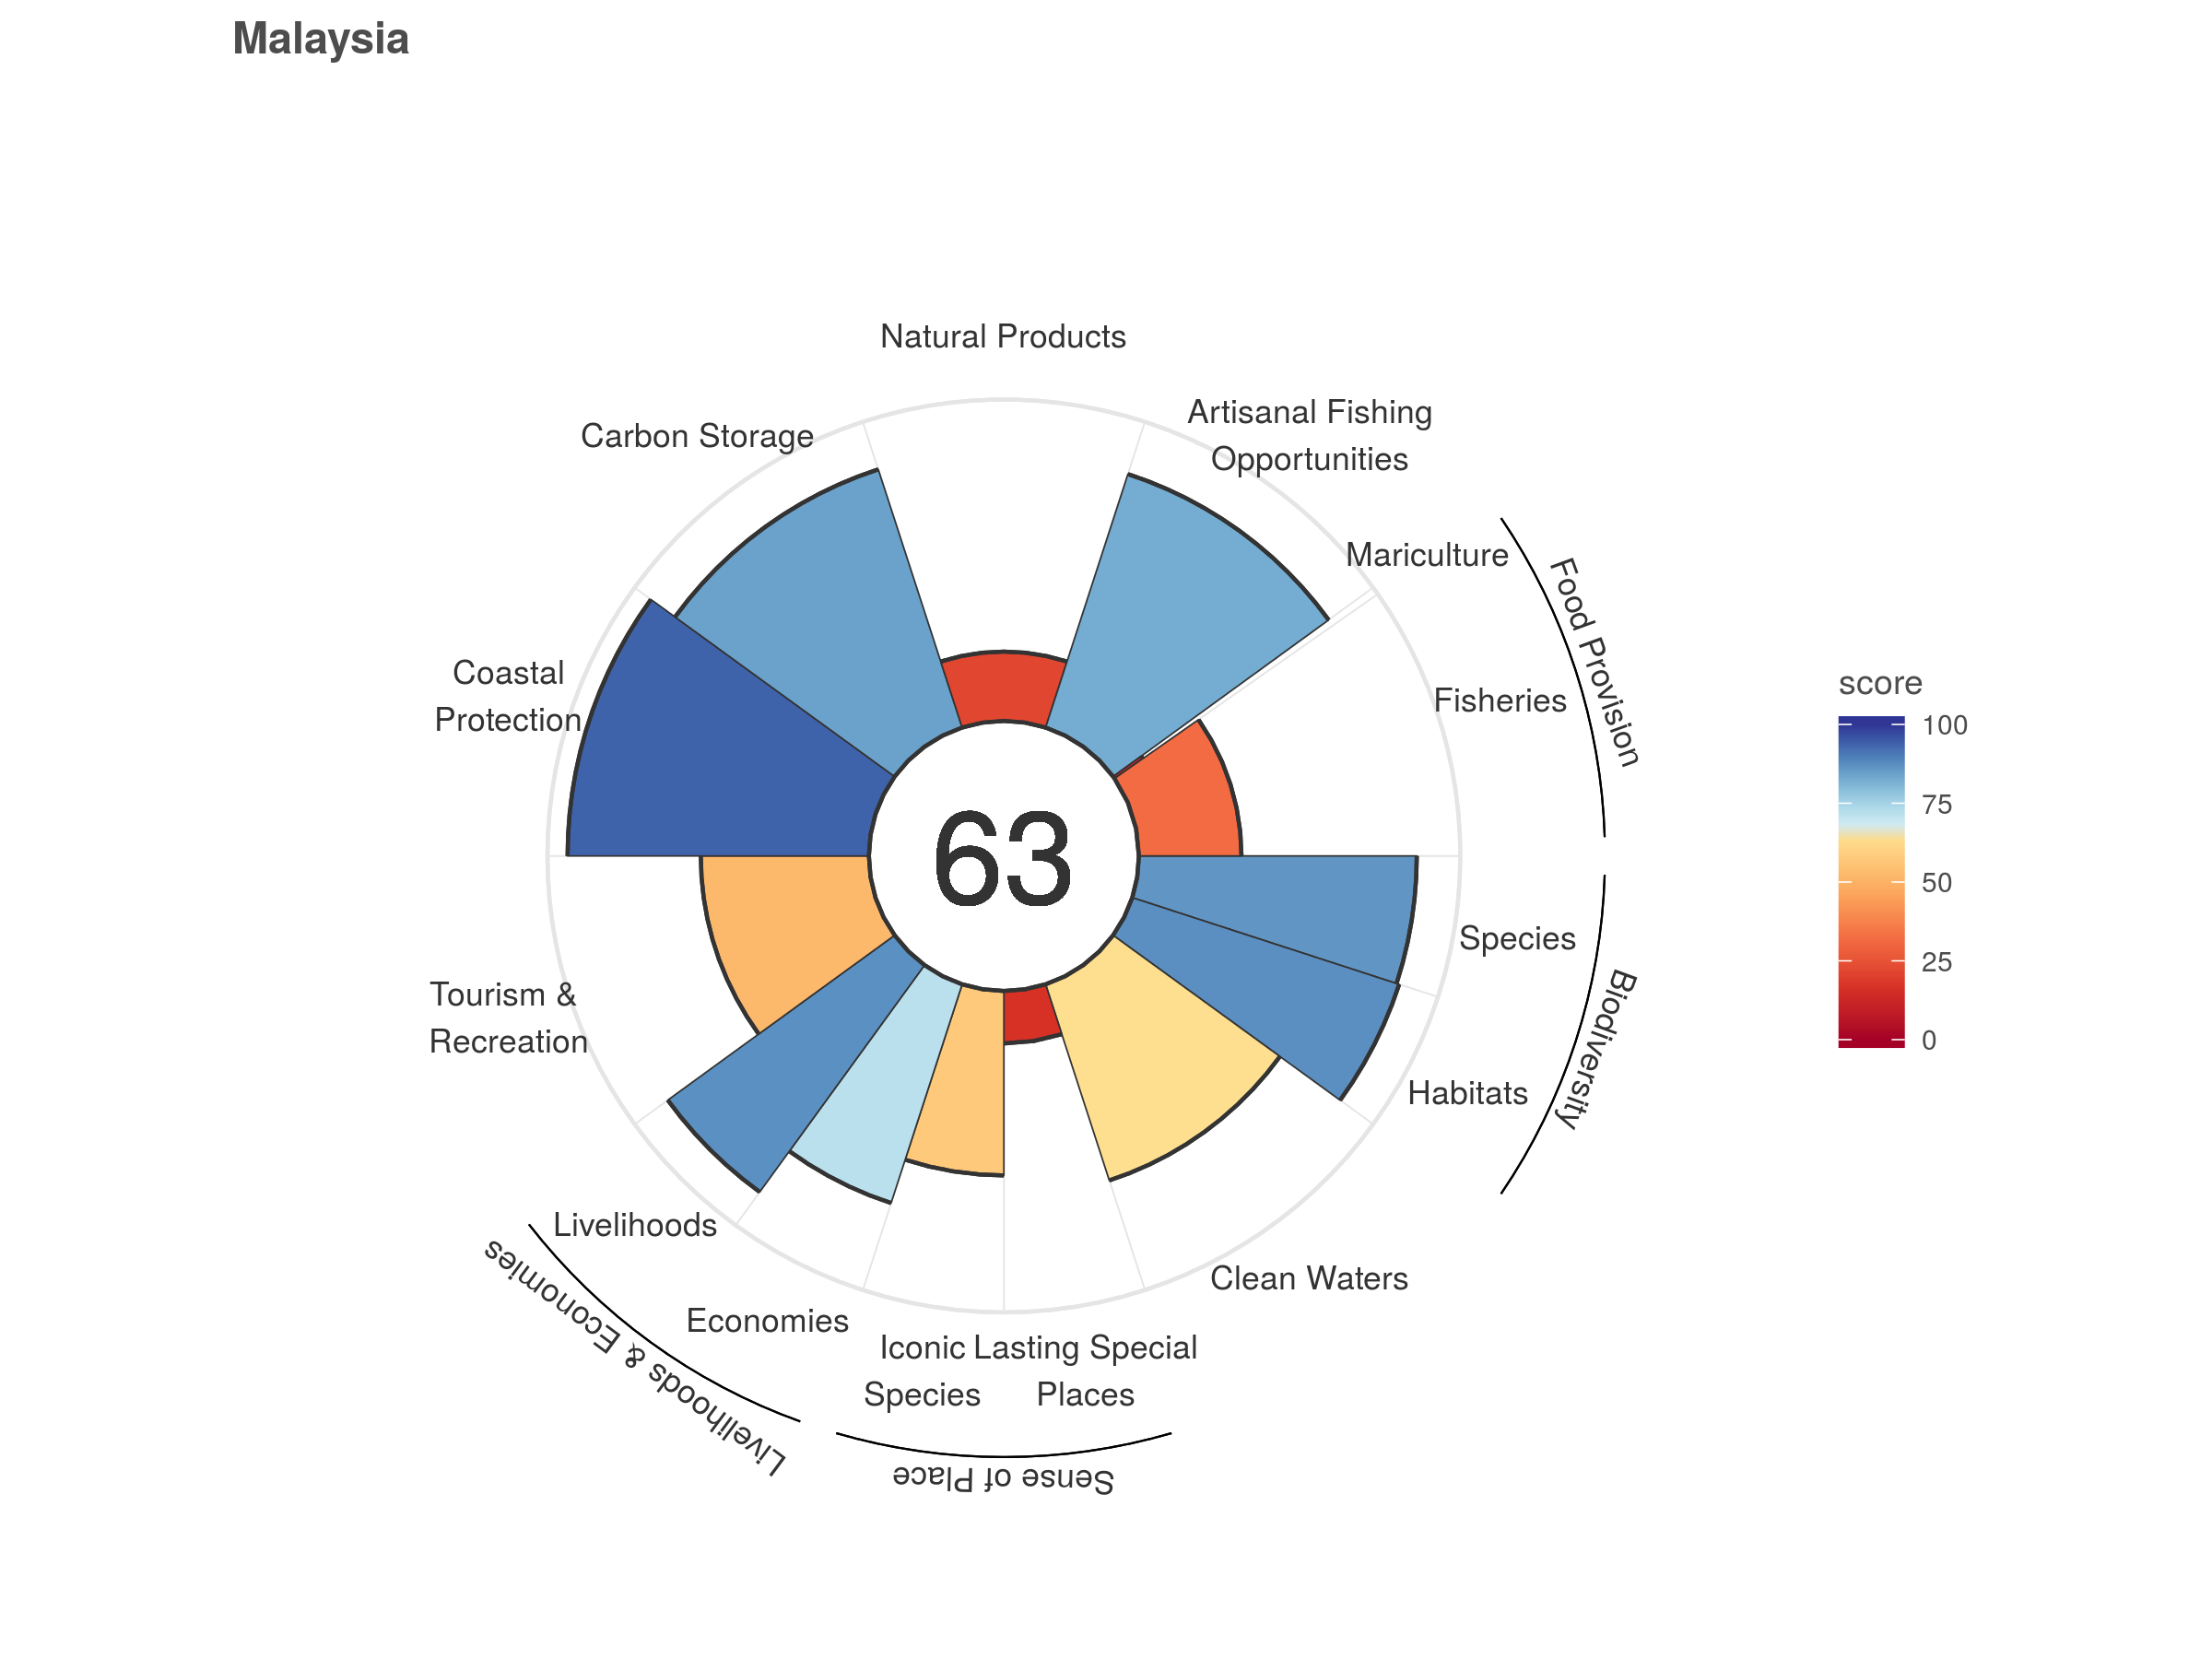 Malaysia
Natural Products
Artisanal Fishing
Opportunities
Carbon Storage
Mariculture
Food Provision
Fisheries
Coastal
Protection
score
100
75
50
25
0
63
Species
Biodiversity
Habitats
Tourism &
Recreation
Livelihoods
Livelihoods & Economies
Economies
Clean Waters
Iconic
Species
Lasting Special
Places
Sense of Place